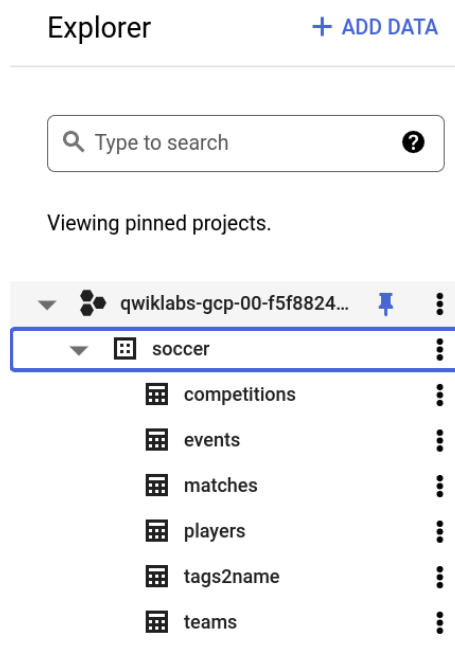 Explorer
+ ADD DATA
Type to search
Viewing pinned projects.
qwiklabs-gcp-00-f5f8824...
soccer
competitions
events
matches
players
tags2name
teams